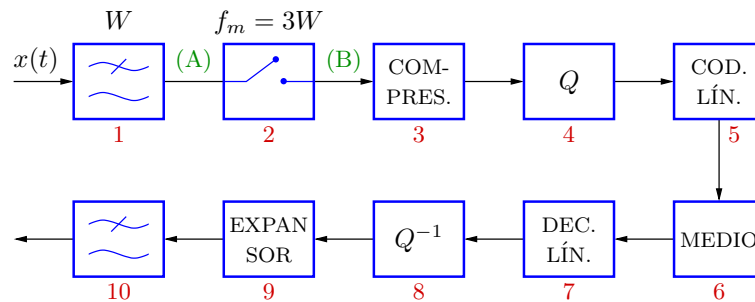 W
f_m = 3W
x(t)
(A)
(B)
COM-
PRES.
Q
COD.
LÍN.
1
2
3
4
5
EXPAN
SOR
Q⁻¹
DEC.
LÍN.
MEDIO
10
9
8
7
6